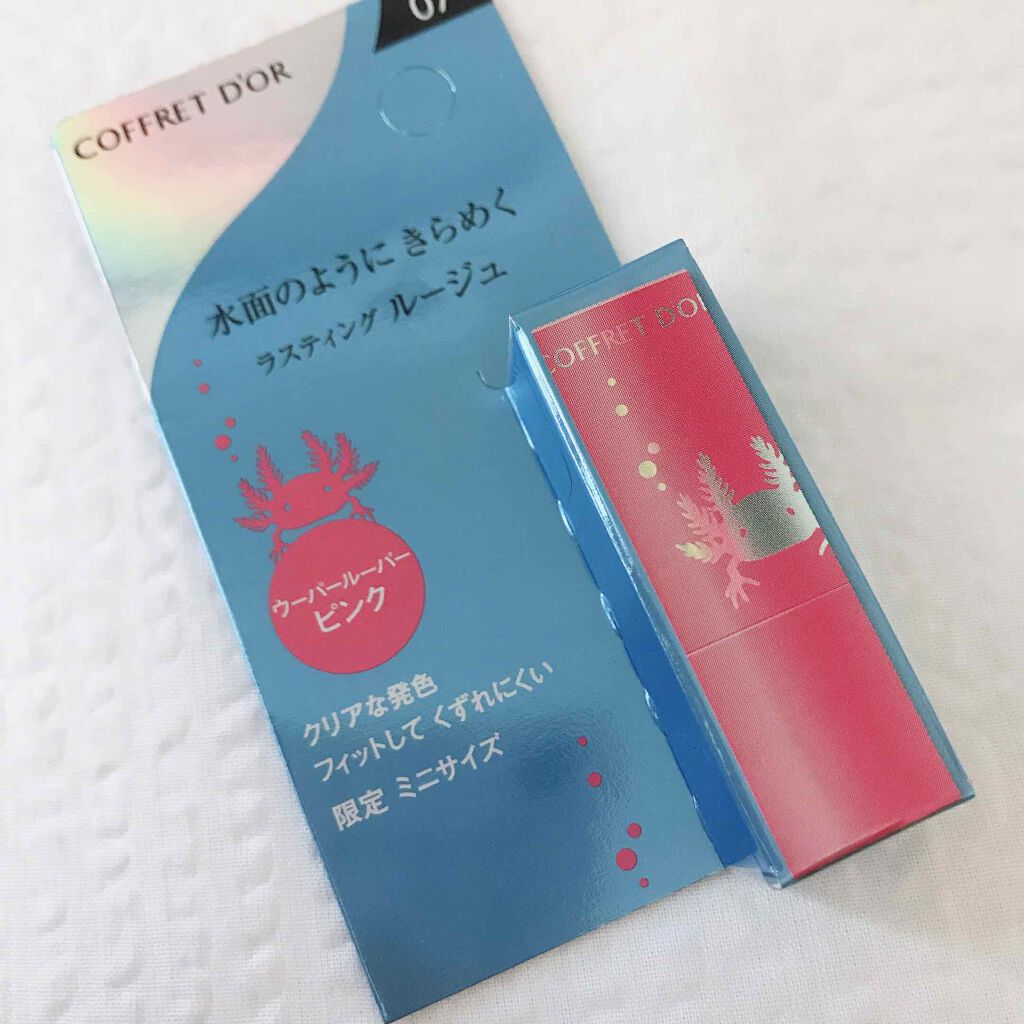 07
COFFRET D'OR
水面のように きらめく
ラスティング ルージュ
ウーパールーパー
ピンク
クリアな発色
フィットして くずれにくい
限定 ミニサイズ
COFFRET D'OR